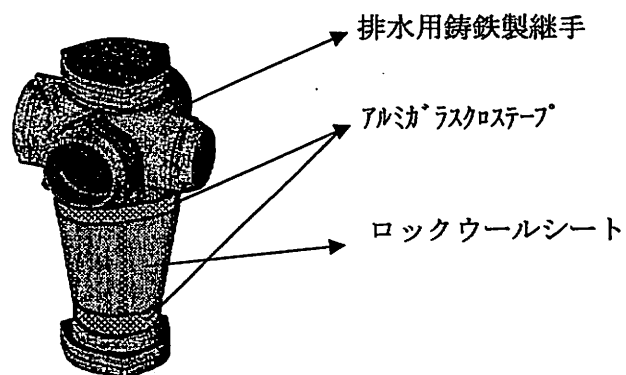 排水用鋳鉄製継手
ｱﾙﾐｶﾞﾗｽｸﾛｽﾃｰﾌﾟ
ロックウールシート